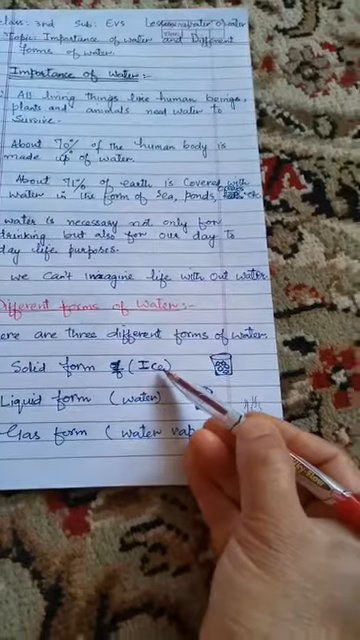 class: 3rd Sub: Evs Lesson: water
Topic: Importance of water and Different
forms of water.
Importance of water:-
All living things like human beings,
plants and animals need water to
survive.
About 70% of the human body is
made up of water.
About 71% of earth is covered with
water in the form of sea, ponds, etc.
water is necessary not only for
drinking but also for our day to
day life purposes.
we can't imagine life with out water.
Different forms of water:-
ere are three different forms of water
Solid form (Ice)
Liquid form (water)
Gas form (water vap